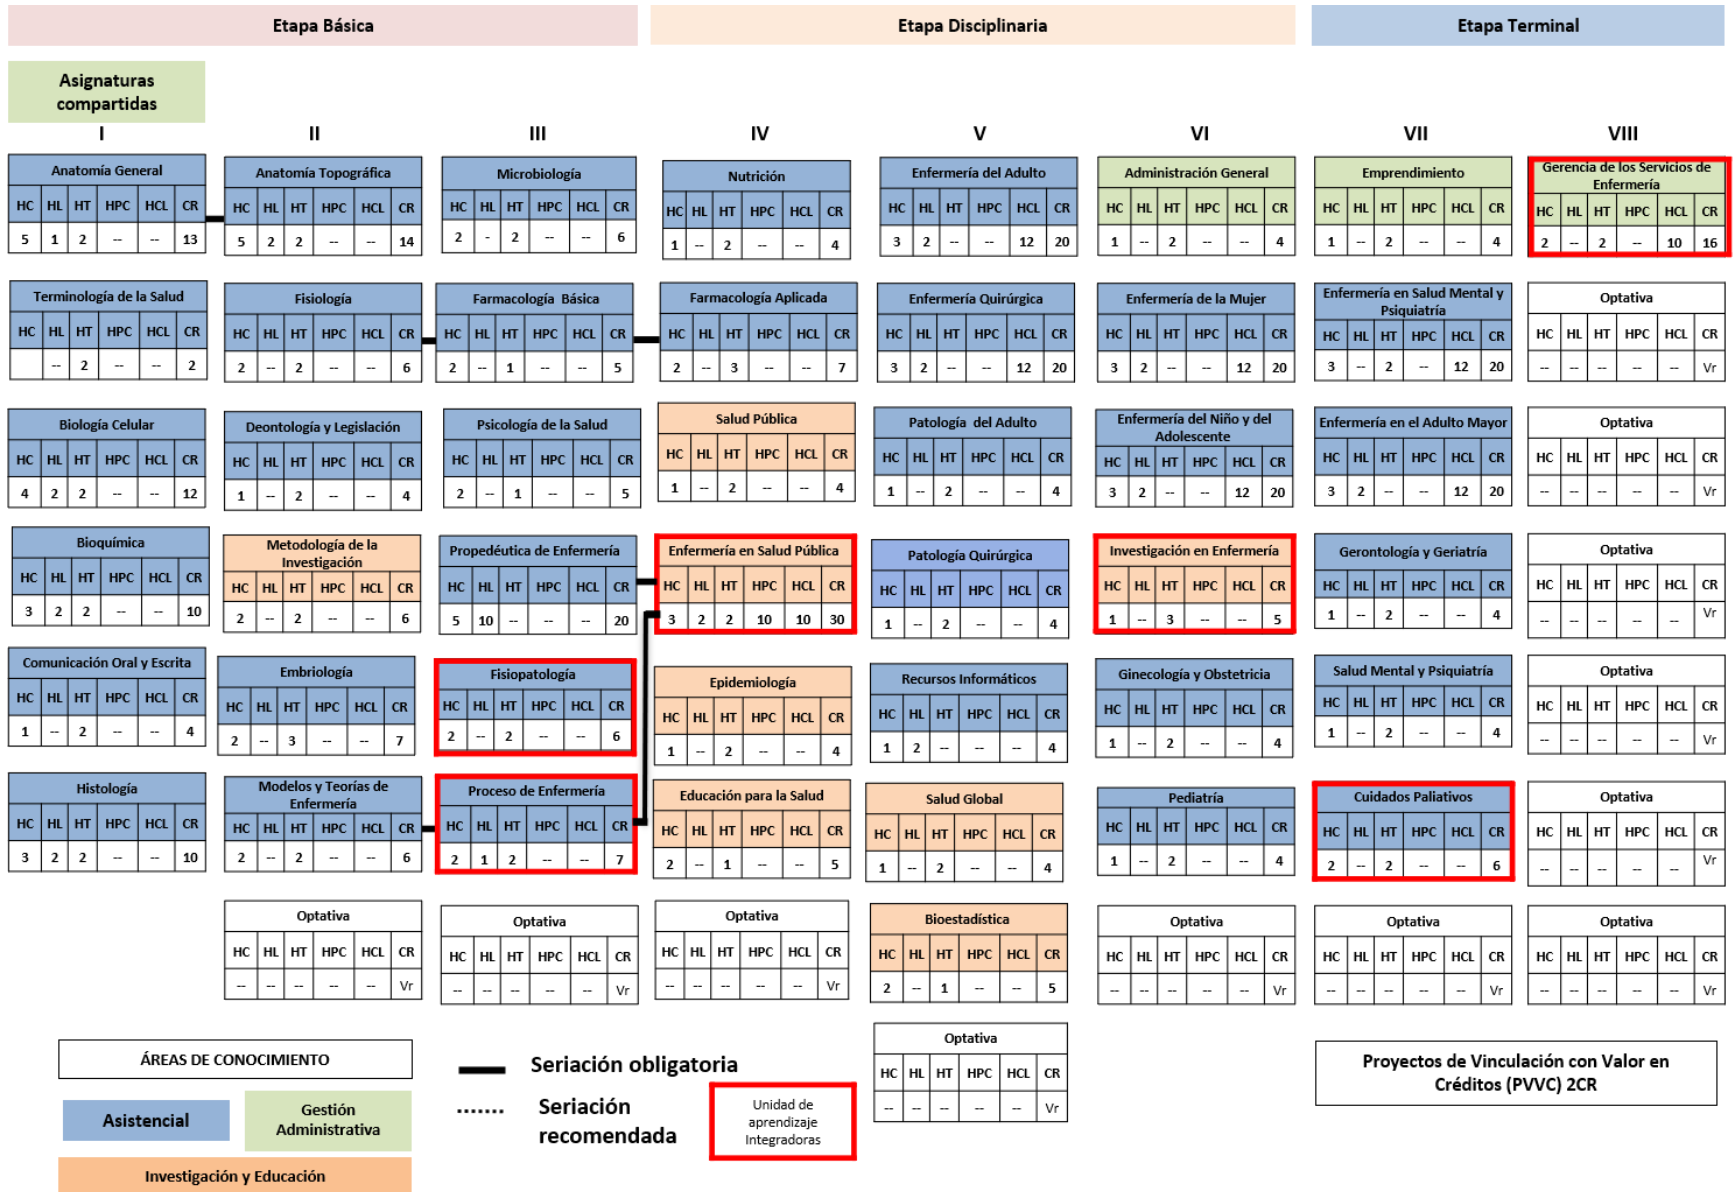 Etapa Básica
Etapa Disciplinaria
Etapa Terminal
Asignaturas
compartidas
I
II
III
IV
V
VI
VII
VIII
Anatomía General
HC HL HT HPC HCL CR
5 1 2 -- -- 13
Anatomía Topográfica
HC HL HT HPC HCL CR
5 2 2 -- -- 14
Microbiología
HC HL HT HPC HCL CR
2 - 2 -- -- 6
Nutrición
HC HL HT HPC HCL CR
1 -- 2 -- -- 4
Enfermería del Adulto
HC HL HT HPC HCL CR
3 2 -- -- 12 20
Administración General
HC HL HT HPC HCL CR
1 -- 2 -- -- 4
Emprendimiento
HC HL HT HPC HCL CR
1 -- 2 -- -- 4
Gerencia de los Servicios de
Enfermería
HC HL HT HPC HCL CR
2 -- 2 -- 10 16
Terminología de la Salud
HC HL HT HPC HCL CR
-- 2 -- -- 2
Fisiología
HC HL HT HPC HCL CR
2 -- 2 -- -- 6
Farmacología Básica
HC HL HT HPC HCL CR
2 -- 1 -- -- 5
Farmacología Aplicada
HC HL HT HPC HCL CR
2 -- 3 -- -- 7
Enfermería Quirúrgica
HC HL HT HPC HCL CR
3 2 -- -- 12 20
Enfermería de la Mujer
HC HL HT HPC HCL CR
3 2 -- -- 12 20
Enfermería en Salud Mental y
Psiquiatría
HC HL HT HPC HCL CR
3 -- 2 -- 12 20
Optativa
HC HL HT HPC HCL CR
-- -- -- -- -- Vr
Biología Celular
HC HL HT HPC HCL CR
4 2 2 -- -- 12
Deontología y Legislación
HC HL HT HPC HCL CR
1 -- 2 -- -- 4
Psicología de la Salud
HC HL HT HPC HCL CR
2 -- 1 -- -- 5
Salud Pública
HC HL HT HPC HCL CR
1 -- 2 -- -- 4
Patología del Adulto
HC HL HT HPC HCL CR
1 -- 2 -- -- 4
Enfermería del Niño y del
Adolescente
HC HL HT HPC HCL CR
3 2 -- -- 12 20
Enfermería en el Adulto Mayor
HC HL HT HPC HCL CR
3 2 -- -- 12 20
Optativa
HC HL HT HPC HCL CR
-- -- -- -- -- Vr
Bioquímica
HC HL HT HPC HCL CR
3 2 2 -- -- 10
Metodología de la
Investigación
HC HL HT HPC HCL CR
2 -- 2 -- -- 6
Propedéutica de Enfermería
HC HL HT HPC HCL CR
5 10 -- -- -- 20
Enfermería en Salud Pública
HC HL HT HPC HCL CR
3 2 2 10 10 30
Patología Quirúrgica
HC HL HT HPC HCL CR
1 -- 2 -- -- 4
Investigación en Enfermería
HC HL HT HPC HCL CR
1 -- 3 -- -- 5
Gerontología y Geriatría
HC HL HT HPC HCL CR
1 -- 2 -- -- 4
Optativa
HC HL HT HPC HCL CR
-- -- -- -- -- Vr
Comunicación Oral y Escrita
HC HL HT HPC HCL CR
1 -- 2 -- -- 4
Embriología
HC HL HT HPC HCL CR
2 -- 3 -- -- 7
Fisiopatología
HC HL HT HPC HCL CR
2 -- 2 -- -- 6
Epidemiología
HC HL HT HPC HCL CR
1 -- 2 -- -- 4
Recursos Informáticos
HC HL HT HPC HCL CR
1 2 -- -- -- 4
Ginecología y Obstetricia
HC HL HT HPC HCL CR
1 -- 2 -- -- 4
Salud Mental y Psiquiatría
HC HL HT HPC HCL CR
1 -- 2 -- -- 4
Optativa
HC HL HT HPC HCL CR
-- -- -- -- -- Vr
Histología
HC HL HT HPC HCL CR
3 2 2 -- -- 10
Modelos y Teorías de
Enfermería
HC HL HT HPC HCL CR
2 -- 2 -- -- 6
Proceso de Enfermería
HC HL HT HPC HCL CR
2 1 2 -- -- 7
Educación para la Salud
HC HL HT HPC HCL CR
2 -- 1 -- -- 5
Salud Global
HC HL HT HPC HCL CR
1 -- 2 -- -- 4
Pediatría
HC HL HT HPC HCL CR
1 -- 2 -- -- 4
Cuidados Paliativos
HC HL HT HPC HCL CR
2 -- 2 -- -- 6
Optativa
HC HL HT HPC HCL CR
-- -- -- -- -- Vr
Optativa
HC HL HT HPC HCL CR
-- -- -- -- -- Vr
Optativa
HC HL HT HPC HCL CR
-- -- -- -- -- Vr
Optativa
HC HL HT HPC HCL CR
-- -- -- -- -- Vr
Bioestadística
HC HL HT HPC HCL CR
2 -- 1 -- -- 5
Optativa
HC HL HT HPC HCL CR
-- -- -- -- -- Vr
Optativa
HC HL HT HPC HCL CR
-- -- -- -- -- Vr
Optativa
HC HL HT HPC HCL CR
-- -- -- -- -- Vr
Optativa
HC HL HT HPC HCL CR
-- -- -- -- -- Vr
ÁREAS DE CONOCIMIENTO
Asistencial
Gestión
Administrativa
Investigación y Educación
Seriación obligatoria
Seriación
recomendada
Unidad de
aprendizaje
Integradoras
Proyectos de Vinculación con Valor en
Créditos (PVVC) 2CR